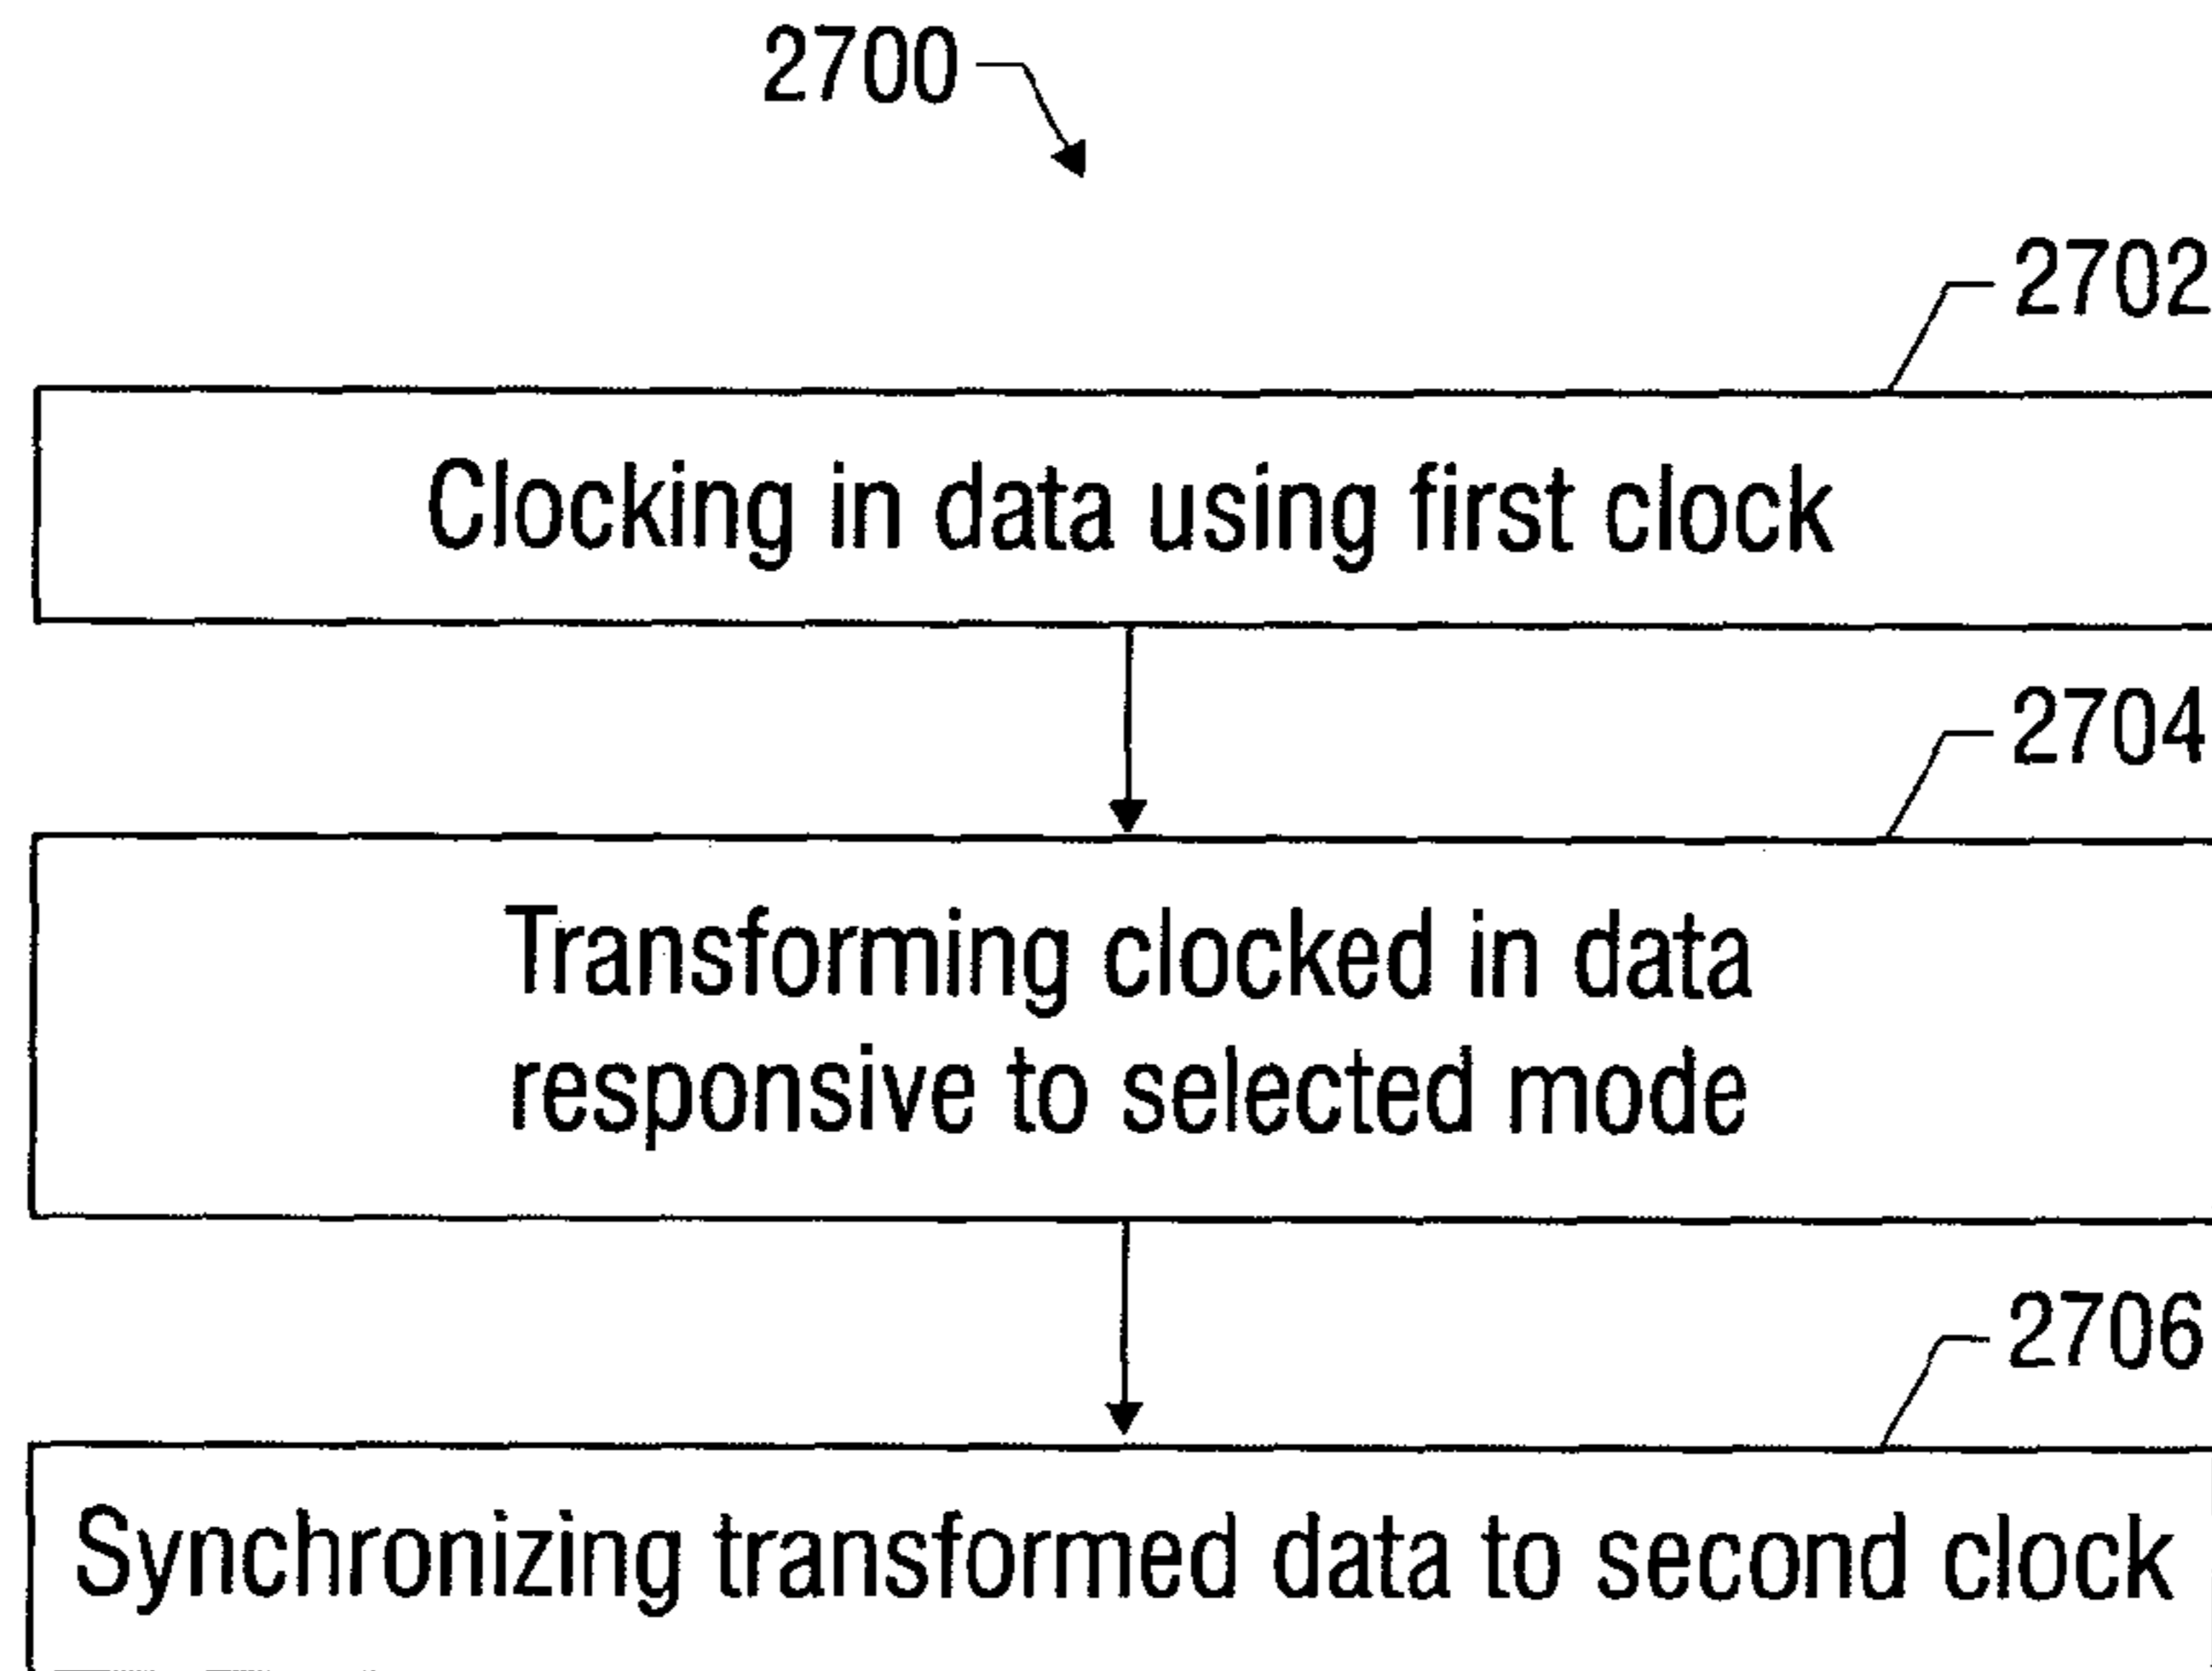 2700
2702
Clocking in data using first clock
2704
Transforming clocked in data
responsive to selected mode
2706
Synchronizing transformed data to second clock